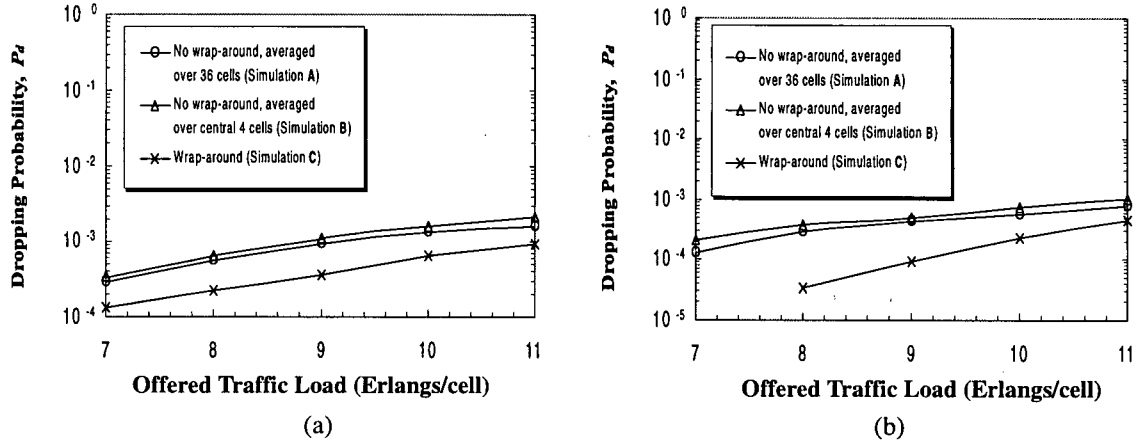 10 0
10 -1
10 -2
10 -3
10 -4
Dropping Probability, Pd
No wrap-around, averaged
over 36 cells (Simulation A)
No wrap-around, averaged
over central 4 cells (Simulation B)
Wrap-around (Simulation C)
7 8 9 10 11
Offered Traffic Load (Erlangs/cell)
(a)
10 0
10 -1
10 -2
10 -3
10 -4
10 -5
Dropping Probability, Pd
No wrap-around, averaged
over 36 cells (Simulation A)
No wrap-around, averaged
over central 4 cells (Simulation B)
Wrap-around (Simulation C)
7 8 9 10 11
Offered Traffic Load (Erlangs/cell)
(b)